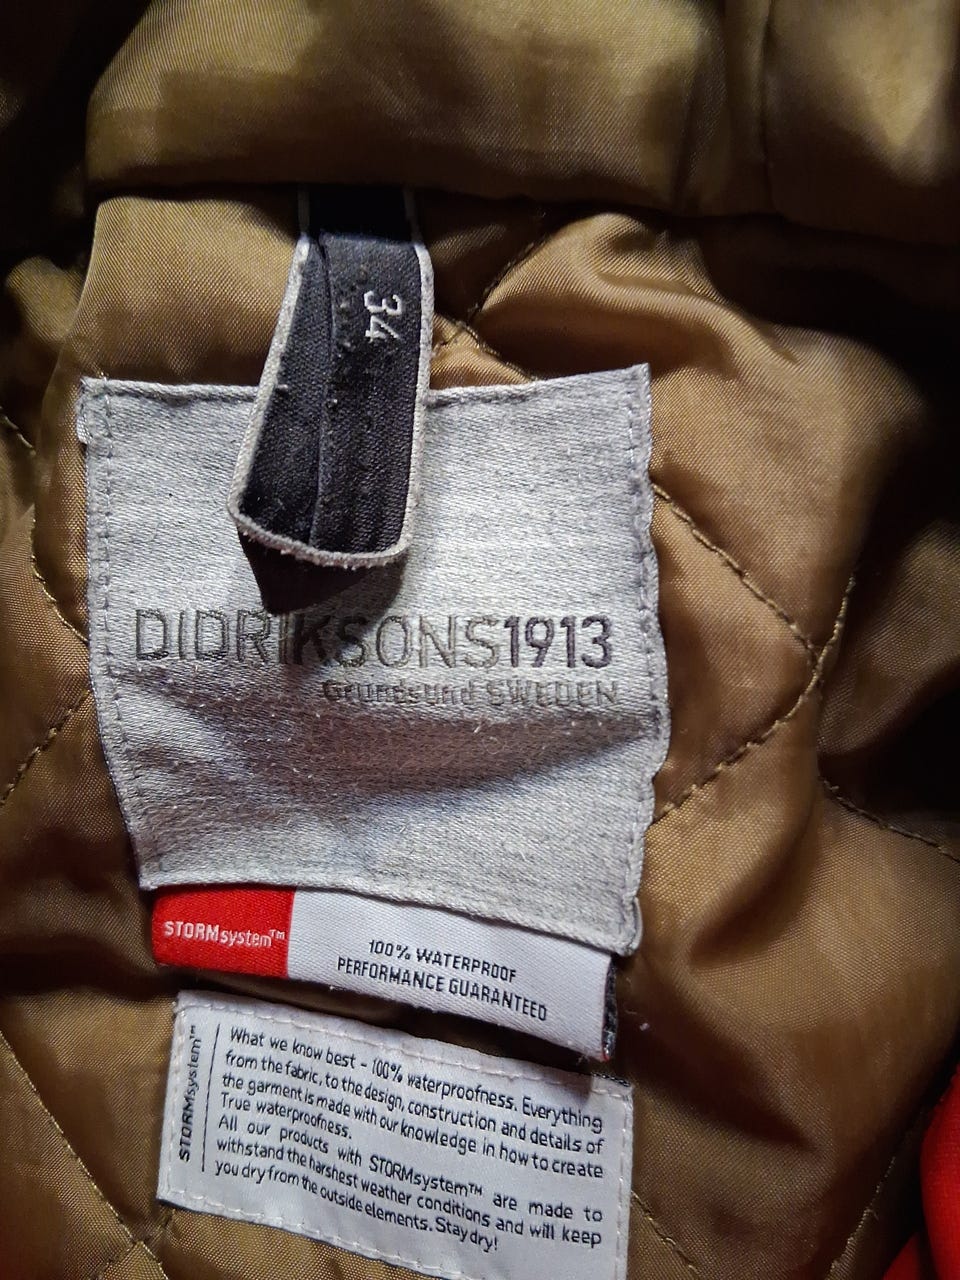 34
DIDRIKSONS1913
Grundsund SWEDEN
STORMsystem™
100% WATERPROOF
PERFORMANCE GUARANTEED
STORMsystem™
What we know best - 100% waterproofness. Everything
from the fabric, to the design, construction and details of
the garment is made with our knowledge in how to create
True waterproofness.
All our products with STORMsystem™ are made to
withstand the harshest weather conditions and will keep
you dry from the outside elements. Stay dry!